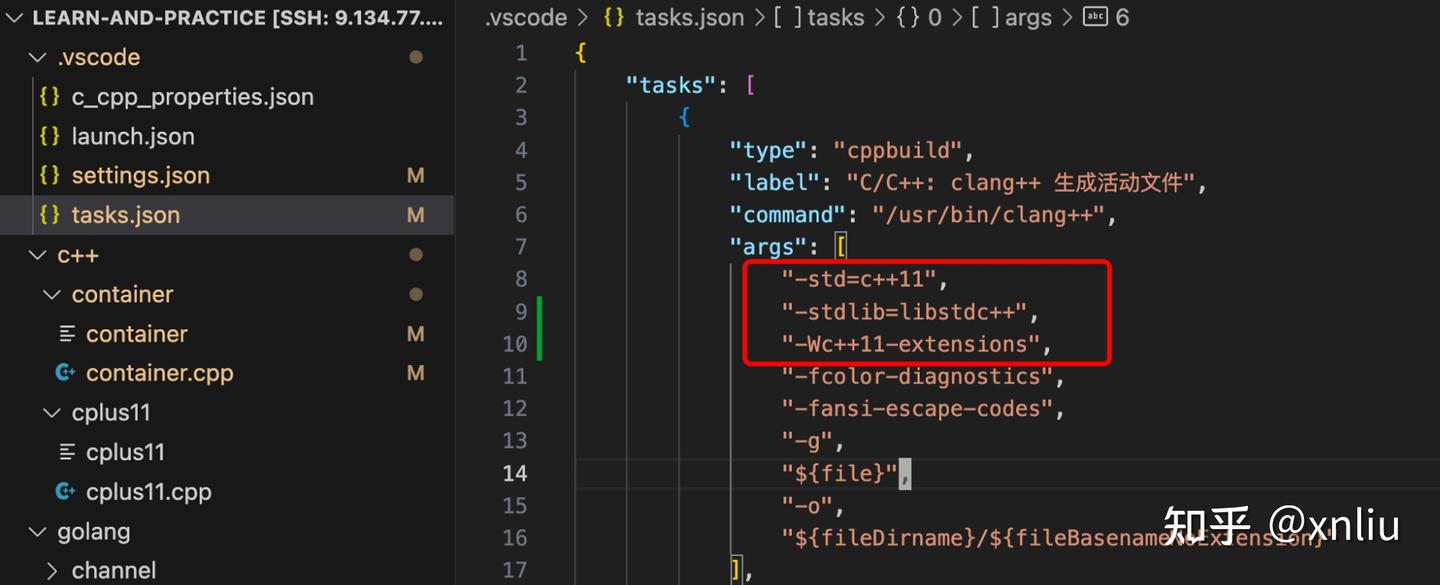 LEARN-AND-PRACTICE [SSH: 9.134.77....
.vscode
c_cpp_properties.json
launch.json
settings.json M
tasks.json M
c++
container
container M
container.cpp M
cplus11
cplus11
cplus11.cpp
golang
channel
.vscode > {} tasks.json > [ ] tasks > {} 0 > [ ] args > abc 6
1 {
2 "tasks": [
3 {
4 "type": "cppbuild",
5 "label": "C/C++: clang++ 生成活动文件",
6 "command": "/usr/bin/clang++",
7 "args": [
8 "-std=c++11",
9 "-stdlib=libstdc++",
10 "-Wc++11-extensions",
11 "-fcolor-diagnostics",
12 "-fansi-escape-codes",
13 "-g",
14 "${file}",
15 "-o",
16 "${fileDirname}/${fileBasenameNoExtension}"
17 ],
知乎 @xnliu